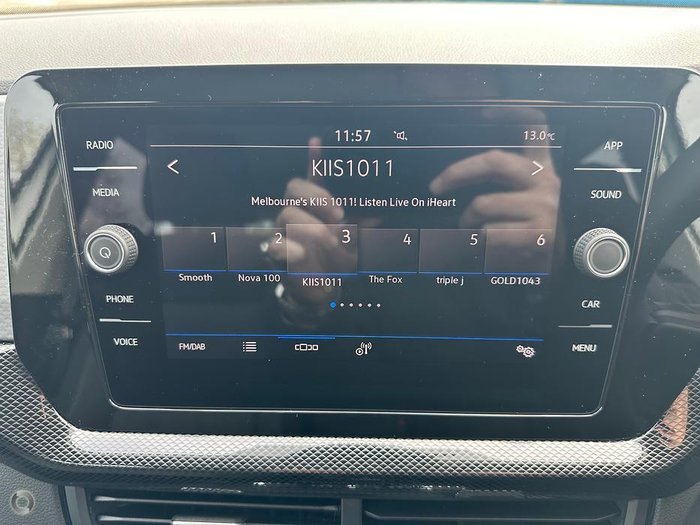 11:57 13.0°C
RADIO
APP
KIIS1011
MEDIA
SOUND
Melbourne's KIIS 1011! Listen Live On iHeart
1 2 3 4 5 6
Smooth Nova 100 KIIS1011 The Fox triple j GOLD1043
PHONE
CAR
VOICE
FM/DAB
MENU